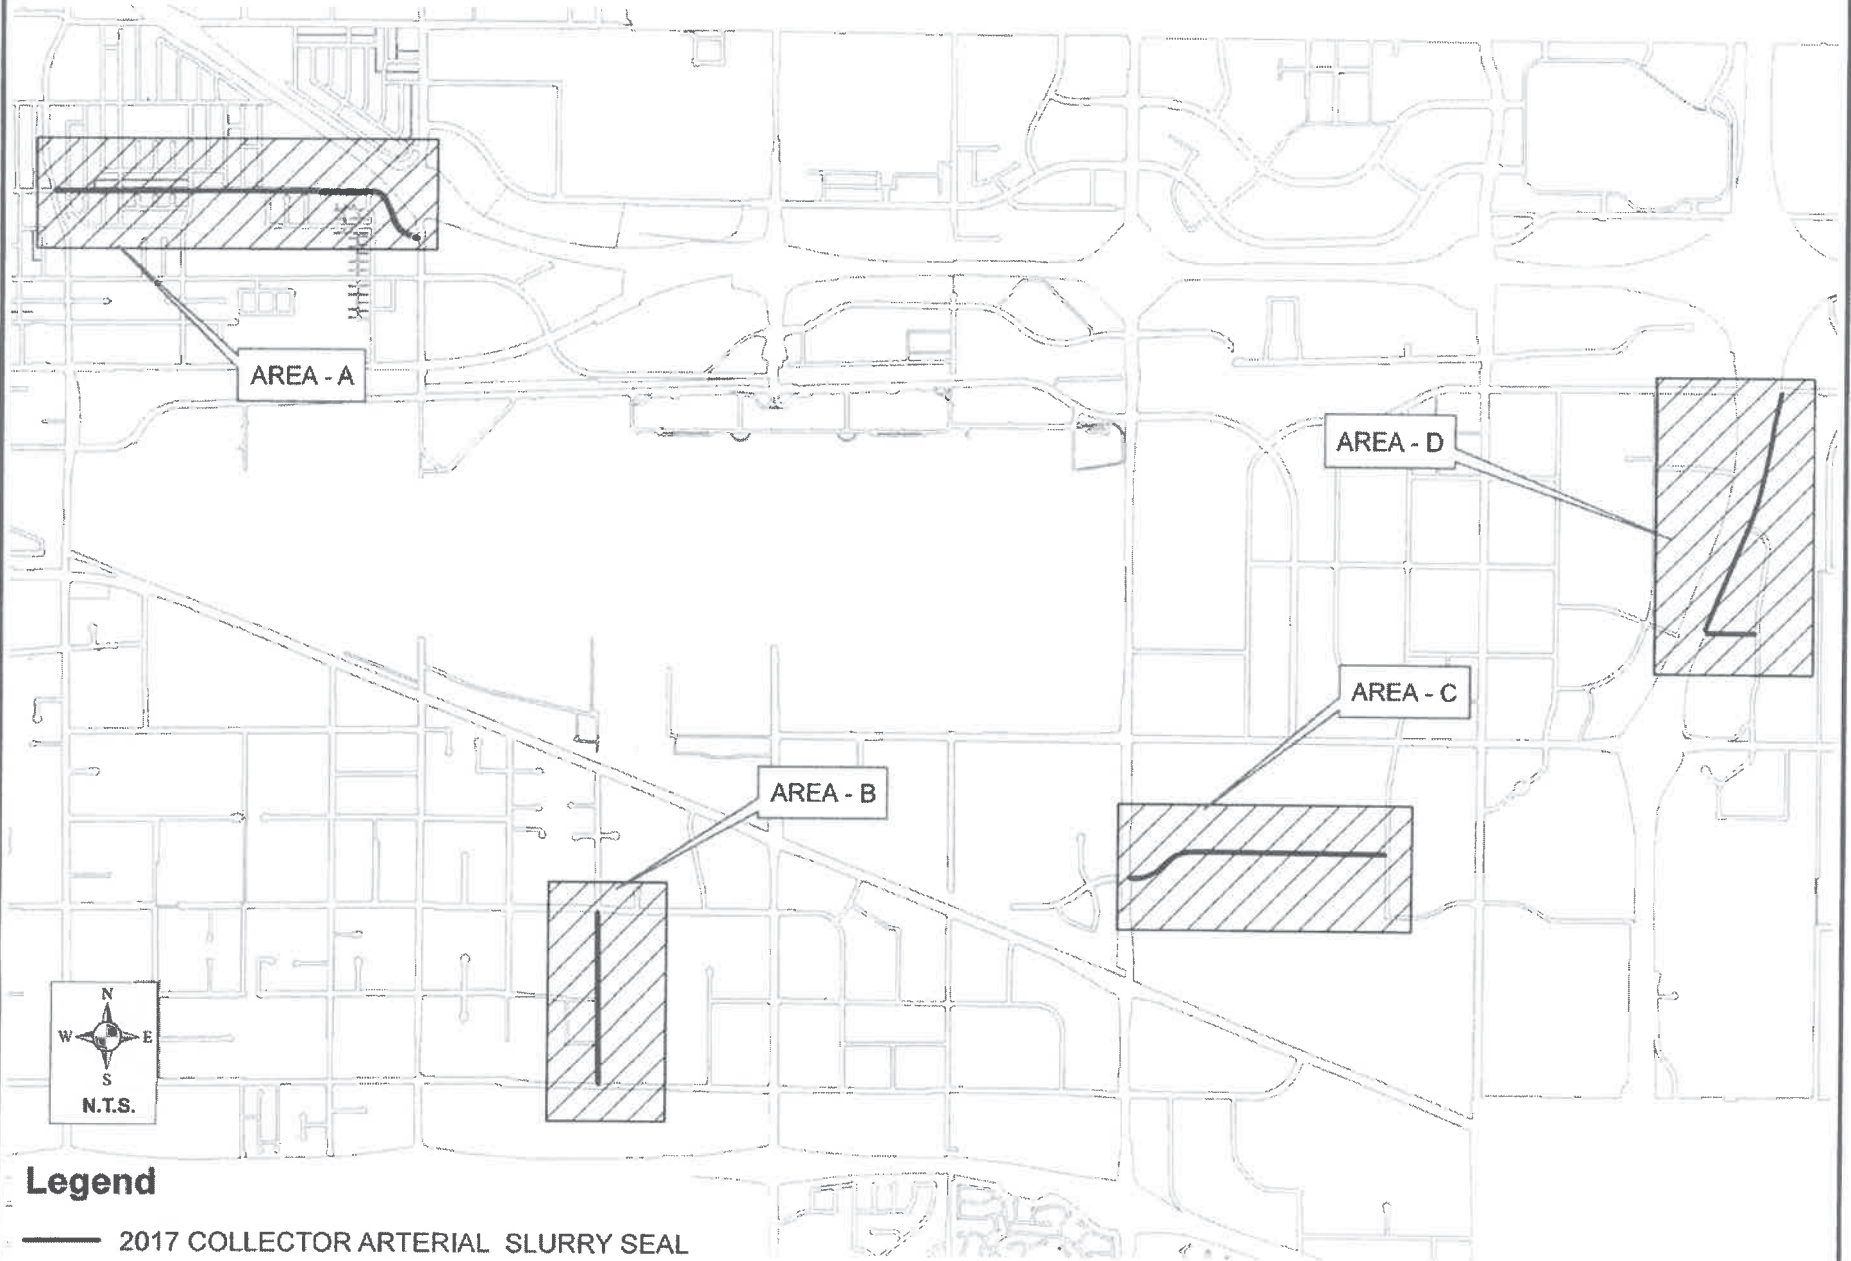 AREA - A
AREA - D
AREA - C
AREA - B
N
W E
S
N.T.S.
Legend
2017 COLLECTOR ARTERIAL SLURRY SEAL